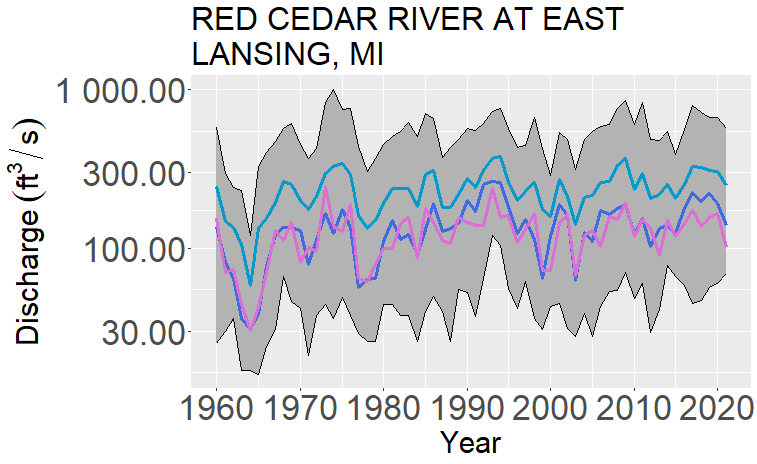 RED CEDAR RIVER AT EAST
LANSING, MI
Discharge (ft³/s)
1 000.00
300.00
100.00
30.00
1960 1970 1980 1990 2000 2010 2020
Year